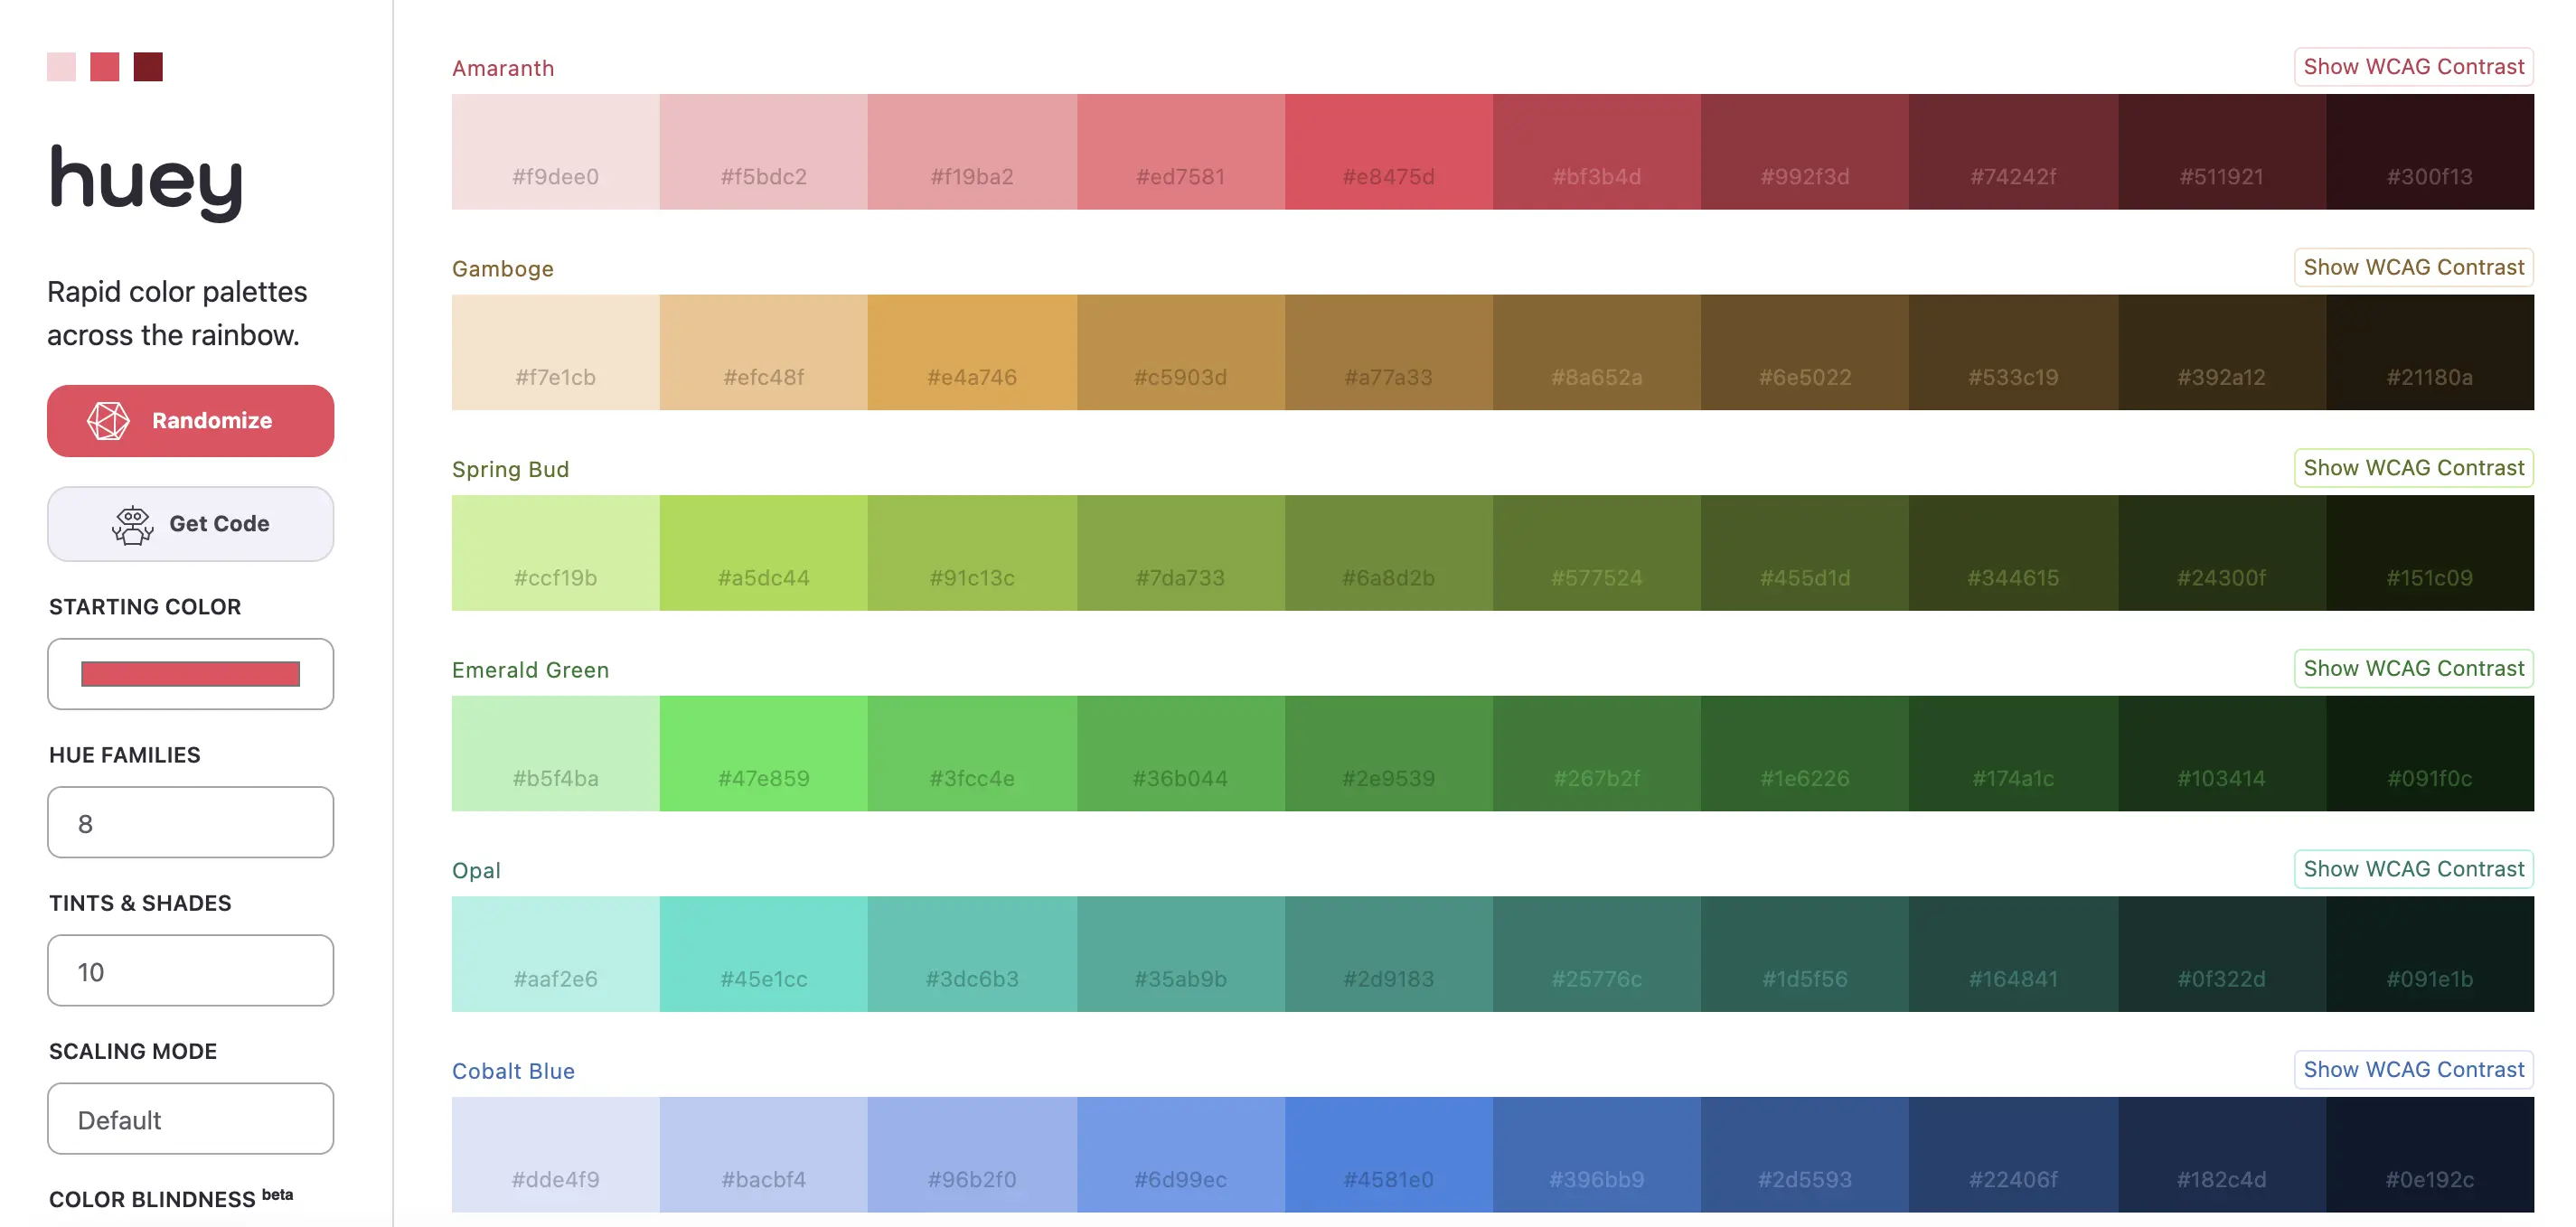 huey
Rapid color palettes
across the rainbow.
Randomize
Get Code
STARTING COLOR
HUE FAMILIES
8
TINTS & SHADES
10
SCALING MODE
Default
COLOR BLINDNESS beta
Amaranth
Show WCAG Contrast
#f9dee0 #f5bdc2 #f19ba2 #ed7581 #e8475d #bf3b4d #992f3d #74242f #511921 #300f13
Gamboge
Show WCAG Contrast
#f7e1cb #efc48f #e4a746 #c5903d #a77a33 #8a652a #6e5022 #533c19 #392a12 #21180a
Spring Bud
Show WCAG Contrast
#ccf19b #a5dc44 #91c13c #7da733 #6a8d2b #577524 #455d1d #344615 #24300f #151c09
Emerald Green
Show WCAG Contrast
#b5f4ba #47e859 #3fcc4e #36b044 #2e9539 #267b2f #1e6226 #174a1c #103414 #091f0c
Opal
Show WCAG Contrast
#aaf2e6 #45e1cc #3dc6b3 #35ab9b #2d9183 #25776c #1d5f56 #164841 #0f322d #091e1b
Cobalt Blue
Show WCAG Contrast
#dde4f9 #bacbf4 #96b2f0 #6d99ec #4581e0 #396bb9 #2d5593 #22406f #182c4d #0e192c